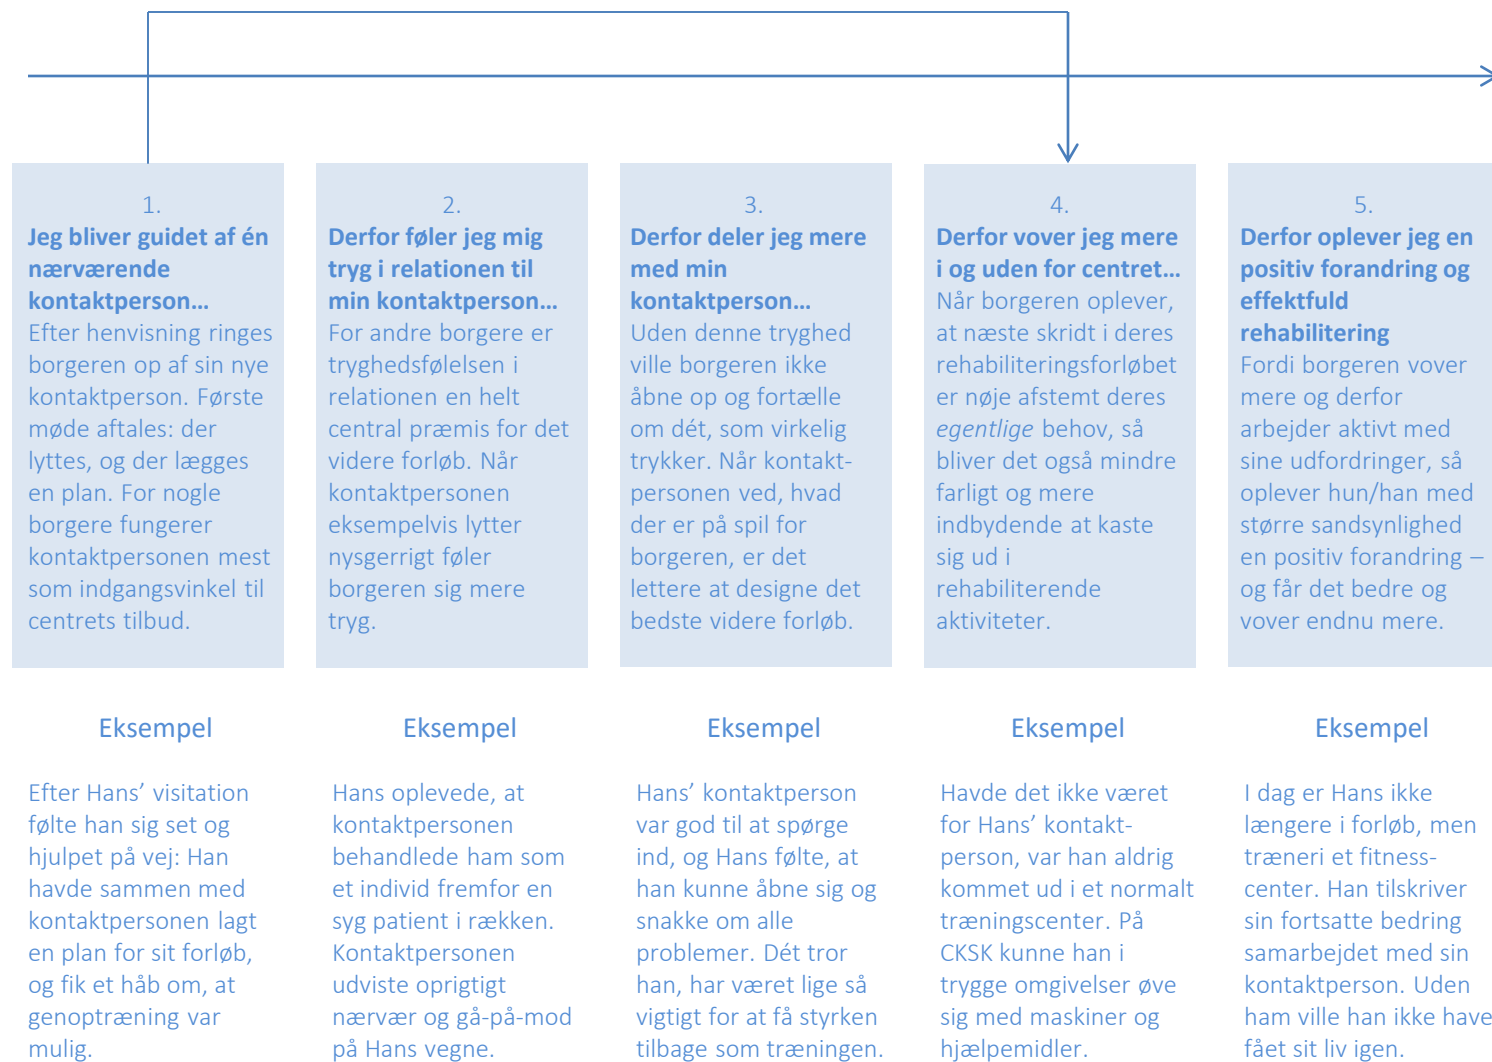 1.
Jeg bliver guidet af én
nærværende
kontaktperson…
Efter henvisning ringes
borgeren op af sin nye
kontaktperson. Første
møde aftales: der
lyttes, og der lægges
en plan. For nogle
borgere fungerer
kontaktpersonen mest
som indgangsvinkel til
centrets tilbud.
2.
Derfor føler jeg mig
tryg i relationen til
min kontaktperson…
For andre borgere er
tryghedsfølelsen i
relationen en helt
central præmis for det
videre forløb. Når
kontaktpersonen
eksempelvis lytter
nysgerrigt føler
borgeren sig mere
tryg.
3.
Derfor deler jeg mere
med min
kontaktperson…
Uden denne tryghed
ville borgeren ikke
åbne op og fortælle
om dét, som virkelig
trykker. Når kontakt-
personen ved, hvad
der er på spil for
borgeren, er det
lettere at designe det
bedste videre forløb.
4.
Derfor vover jeg mere
i og uden for centret…
Når borgeren oplever,
at næste skridt i deres
rehabiliteringsforløbet
er nøje afstemt deres
egentlige behov, så
bliver det også mindre
farligt og mere
indbydende at kaste
sig ud i
rehabiliterende
aktiviteter.
5.
Derfor oplever jeg en
positiv forandring og
effektfuld
rehabilitering
Fordi borgeren vover
mere og derfor
arbejder aktivt med
sine udfordringer, så
oplever hun/han med
større sandsynlighed
en positiv forandring –
og får det bedre og
vover endnu mere.
Eksempel
Efter Hans’ visitation
følte han sig set og
hjulpet på vej: Han
havde sammen med
kontaktpersonen lagt
en plan for sit forløb,
og fik et håb om, at
genoptræning var
mulig.
Eksempel
Hans oplevede, at
kontaktpersonen
behandlede ham som
et individ fremfor en
syg patient i rækken.
Kontaktpersonen
udviste oprigtigt
nærvær og gå-på-mod
på Hans vegne.
Eksempel
Hans’ kontaktperson
var god til at spørge
ind, og Hans følte, at
han kunne åbne sig og
snakke om alle
problemer. Dét tror
han, har været lige så
vigtigt for at få styrken
tilbage som træningen.
Eksempel
Havde det ikke været
for Hans’ kontakt-
person, var han aldrig
kommet ud i et normalt
træningscenter. På
CKSK kunne han i
trygge omgivelser øve
sig med maskiner og
hjælpemidler.
Eksempel
I dag er Hans ikke
længere i forløb, men
træneri et fitness-
center. Han tilskriver
sin fortsatte bedring
samarbejdet med sin
kontaktperson. Uden
ham ville han ikke have
fået sit liv igen.